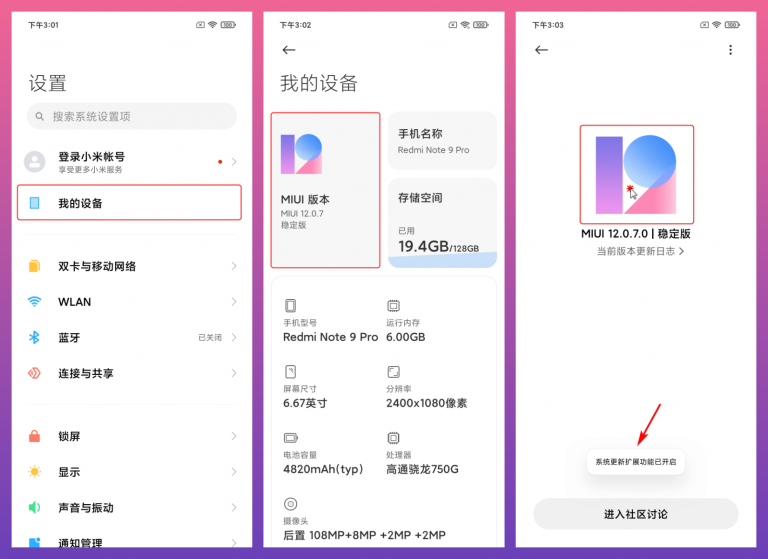 下午3:01
100
设置
搜索系统设置项
登录小米帐号
享受更多小米服务
我的设备
双卡与移动网络
WLAN
蓝牙
已关闭
连接与共享
锁屏
显示
声音与振动
通知管理
下午3:02
100
我的设备
MIUI 版本
MIUI 12.0.7
稳定版
手机名称
Redmi Note 9 Pro
存储空间
已用
19.4GB/128GB
手机型号
Redmi Note 9 Pro
运行内存
6.00GB
屏幕尺寸
6.67英寸
分辨率
2400x1080像素
电池容量
4820mAh(typ)
处理器
高通骁龙750G
摄像头
后置 108MP+8MP +2MP +2MP
下午3:03
100
MIUI 12.0.7.0 | 稳定版
当前版本更新日志
系统更新扩展功能已开启
进入社区讨论